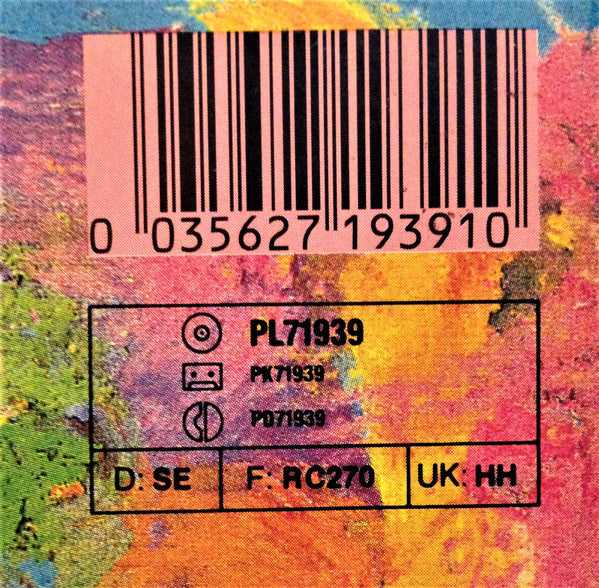 0 035627 193910
PL71939
PK71939
PD71939
D: SE F: RC270 UK: HH